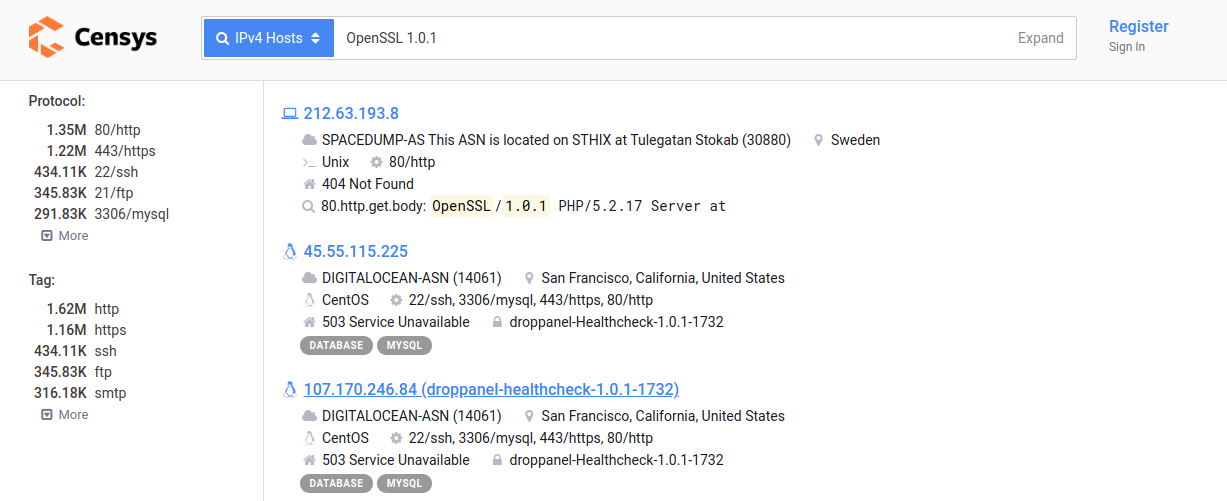 Censys
IPv4 Hosts
OpenSSL 1.0.1
Expand
Register
Sign In
Protocol:
1.35M 80/http
1.22M 443/https
434.11K 22/ssh
345.83K 21/ftp
291.83K 3306/mysql
More
Tag:
1.62M http
1.16M https
434.11K ssh
345.83K ftp
316.18K smtp
More
212.63.193.8
SPACEDUMP-AS This ASN is located on STHIX at Tulegatan Stokab (30880) Sweden
Unix 80/http
404 Not Found
80.http.get.body: OpenSSL/1.0.1 PHP/5.2.17 Server at
45.55.115.225
DIGITALOCEAN-ASN (14061) San Francisco, California, United States
CentOS 22/ssh, 3306/mysql, 443/https, 80/http
503 Service Unavailable droppanel-Healthcheck-1.0.1-1732
DATABASE MYSQL
107.170.246.84 (droppanel-healthcheck-1.0.1-1732)
DIGITALOCEAN-ASN (14061) San Francisco, California, United States
CentOS 22/ssh, 3306/mysql, 443/https, 80/http
503 Service Unavailable droppanel-Healthcheck-1.0.1-1732
DATABASE MYSQL